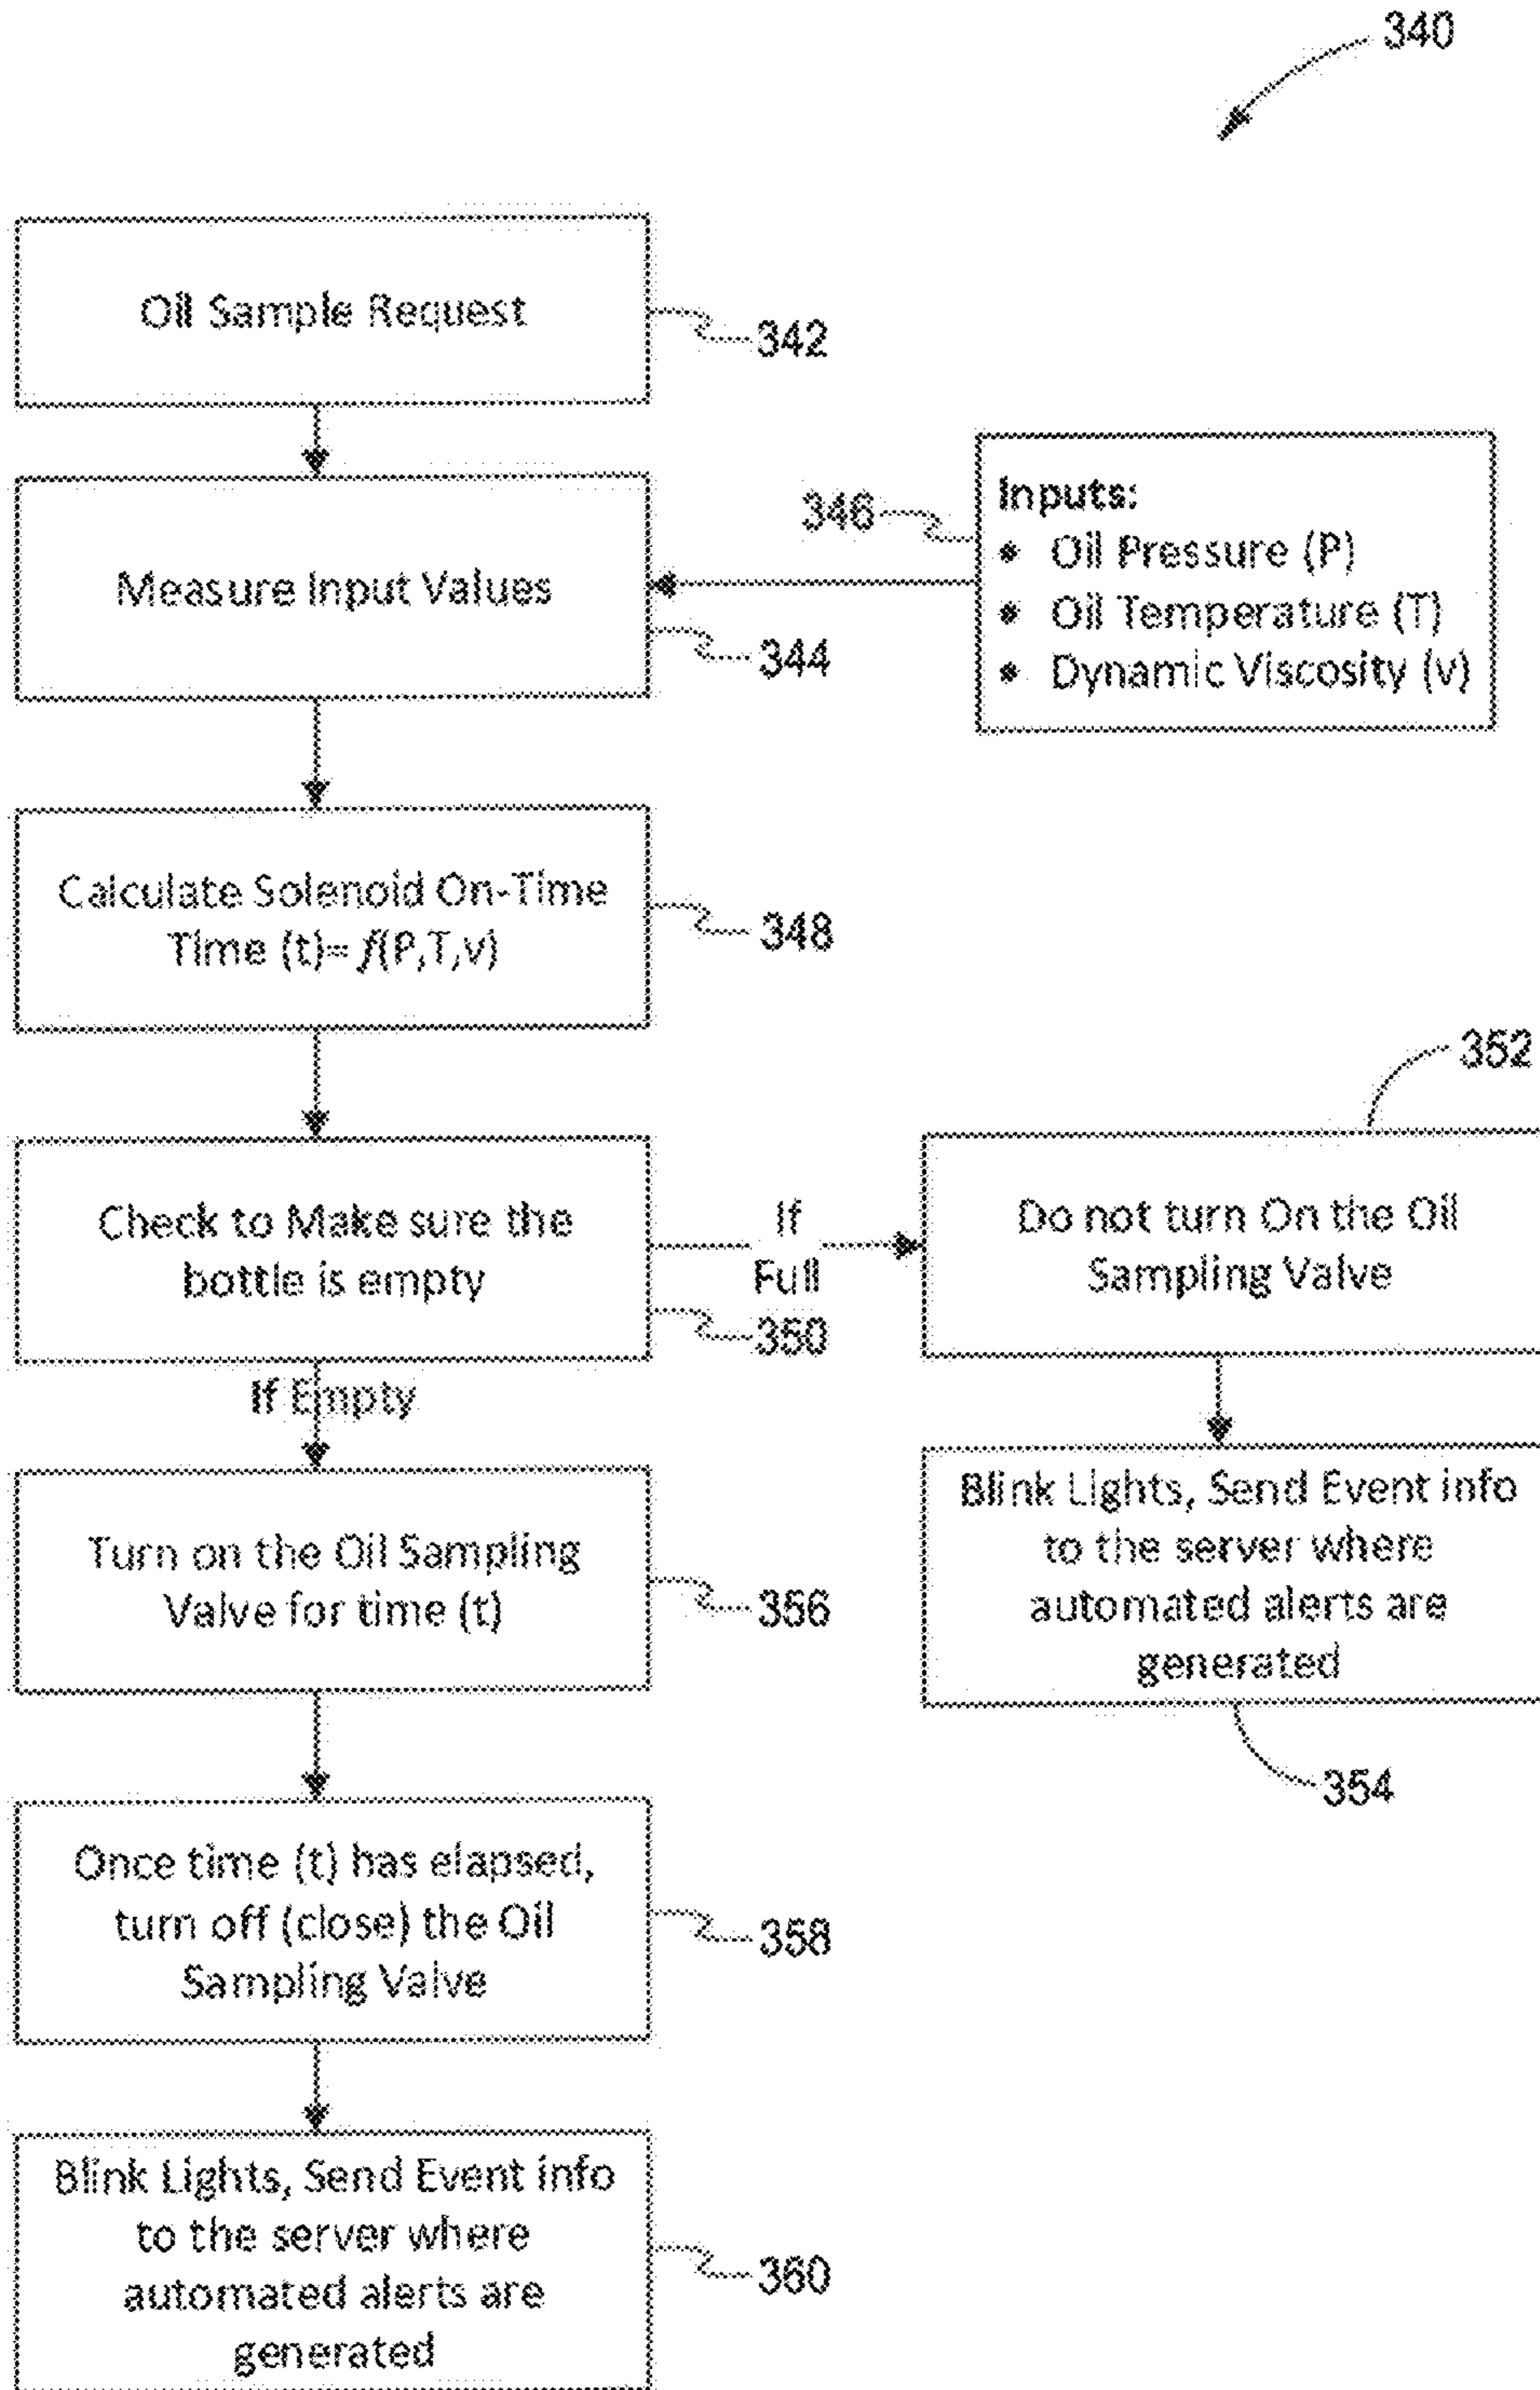 340
Oil Sample Request
342
Measure Input Values
344
346
Inputs:
• Oil Pressure (P)
• Oil Temperature (T)
• Dynamic Viscosity (v)
Calculate Solenoid On-Time
Time (t)= f(P,T,v)
348
Check to Make sure the
bottle is empty
350
If
Full
352
Do not turn On the Oil
Sampling Valve
Blink Lights, Send Event info
to the server where
automated alerts are
generated
354
If Empty
Turn on the Oil Sampling
Valve for time (t)
356
Once time (t) has elapsed,
turn off (close) the Oil
Sampling Valve
358
Blink Lights, Send Event info
to the server where
automated alerts are
generated
360